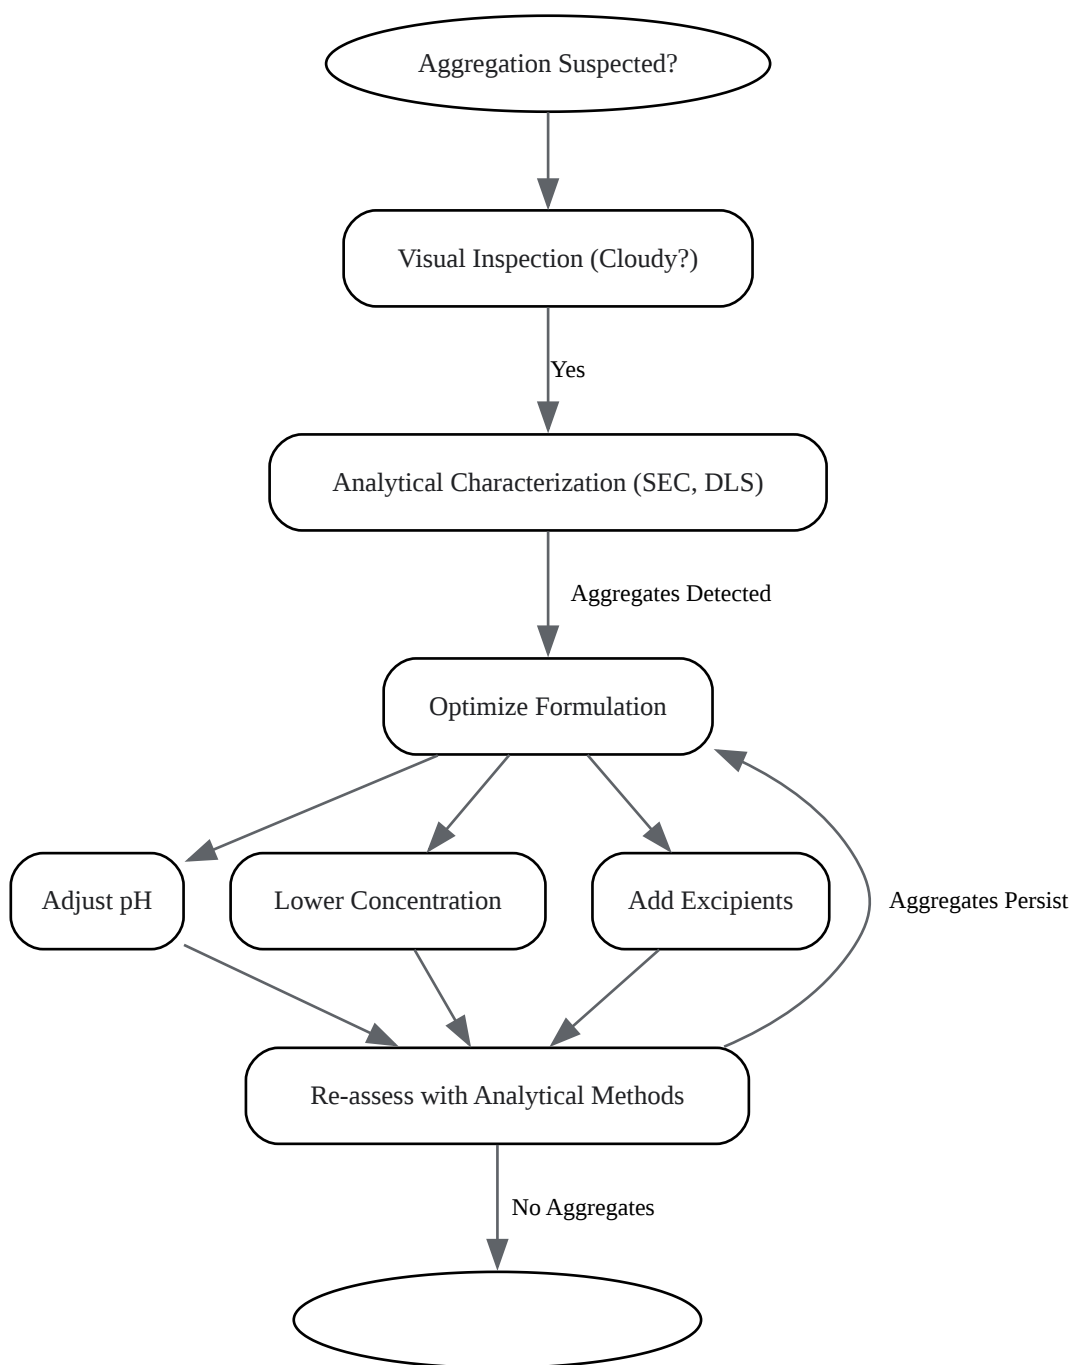 Aggregation Suspected?
Visual Inspection (Cloudy?)
Yes
Analytical Characterization (SEC, DLS)
Aggregates Detected
Optimize Formulation
Adjust pH
Lower Concentration
Add Excipients
Aggregates Persist
Re-assess with Analytical Methods
No Aggregates